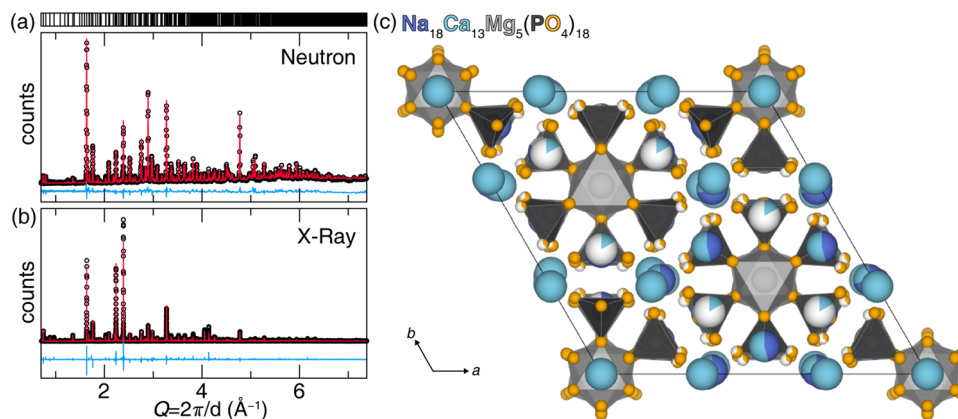 (a)
Neutron
counts
(b)
X-Ray
counts
2 4 6
Q=2π/d (Å⁻¹)
(c) Na₁₈Ca₁₃Mg₅(PO₄)₁₈
b
a